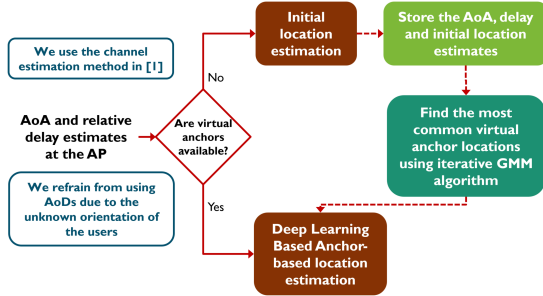 We use the channel
estimation method in [1]
AoA and relative
delay estimates
at the AP
We refrain from using
AoDs due to the
unknown orientation of
the users
Are virtual
anchors
available?
No
Yes
Initial
location
estimation
Store the AoA, delay
and initial location
estimates
Find the most
common virtual
anchor locations
using iterative GMM
algorithm
Deep Learning
Based Anchor-
based location
estimation